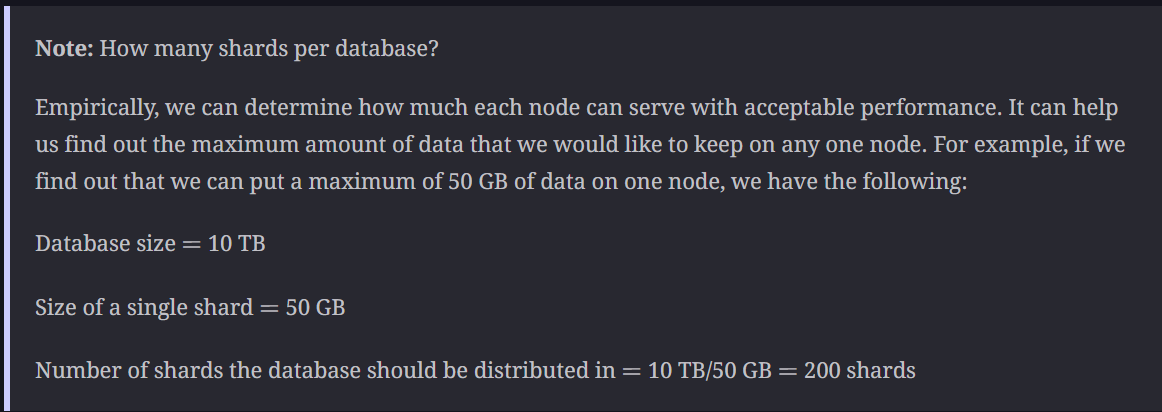 Note: How many shards per database?
Empirically, we can determine how much each node can serve with acceptable performance. It can help
us find out the maximum amount of data that we would like to keep on any one node. For example, if we
find out that we can put a maximum of 50 GB of data on one node, we have the following:
Database size = 10 TB
Size of a single shard = 50 GB
Number of shards the database should be distributed in = 10 TB/50 GB = 200 shards